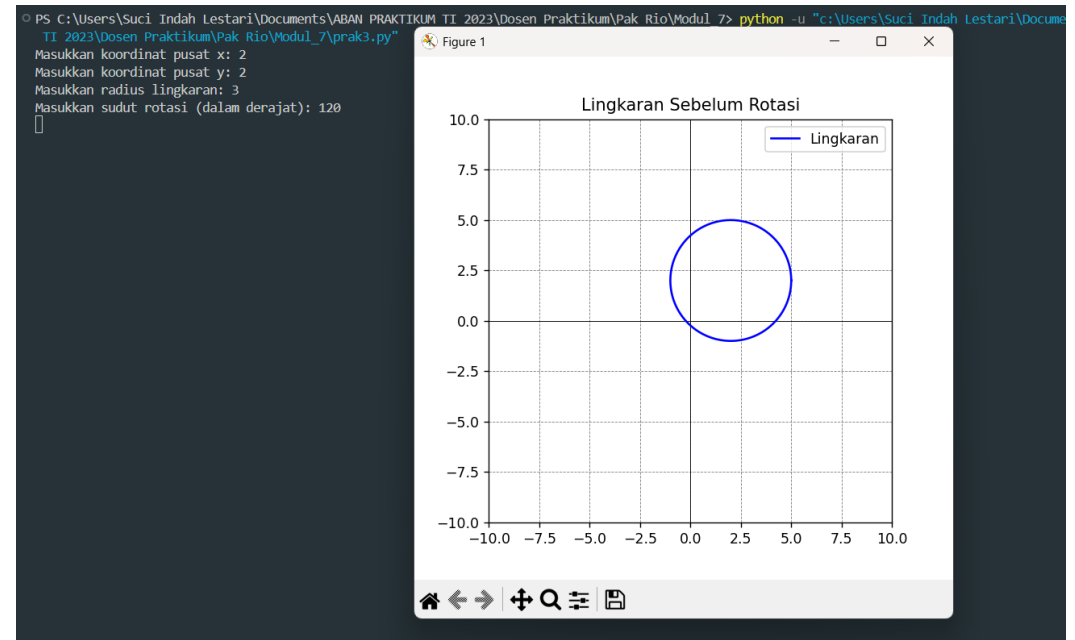 PS C:\Users\Suci Indah Lestari\Documents\ABAN PRAKTIKUM TI 2023\Dosen Praktikum\Pak Rio\Modul_7> python -u "c:\Users\Suci Indah Lestari\Docume
TI 2023\Dosen Praktikum\Pak Rio\Modul_7\prak3.py"
Masukkan koordinat pusat x: 2
Masukkan koordinat pusat y: 2
Masukkan radius lingkaran: 3
Masukkan sudut rotasi (dalam derajat): 120
Figure 1
Lingkaran Sebelum Rotasi
Lingkaran
10.0
7.5
5.0
2.5
0.0
−2.5
−5.0
−7.5
−10.0
−10.0 −7.5 −5.0 −2.5 0.0 2.5 5.0 7.5 10.0